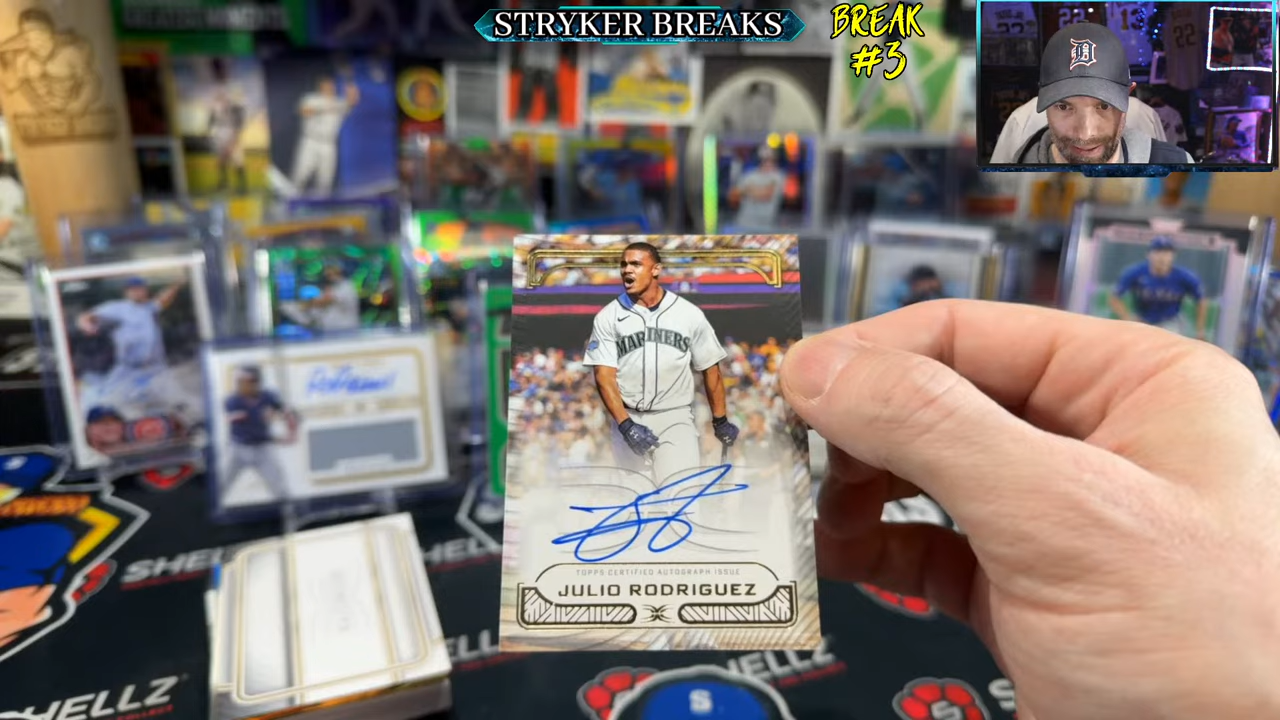 STRYKER BREAKS
BREAK
#3
MARINERS
TOPPS CERTIFIED AUTOGRAPH ISSUE
JULIO RODRIGUEZ
SHELLZ
SHELLZ
S